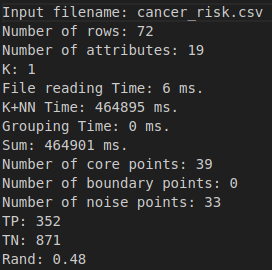 Input filename: cancer_risk.csv
Number of rows: 72
Number of attributes: 19
K: 1
File reading Time: 6 ms.
K+NN Time: 464895 ms.
Grouping Time: 0 ms.
Sum: 464901 ms.
Number of core points: 39
Number of boundary points: 0
Number of noise points: 33
TP: 352
TN: 871
Rand: 0.48